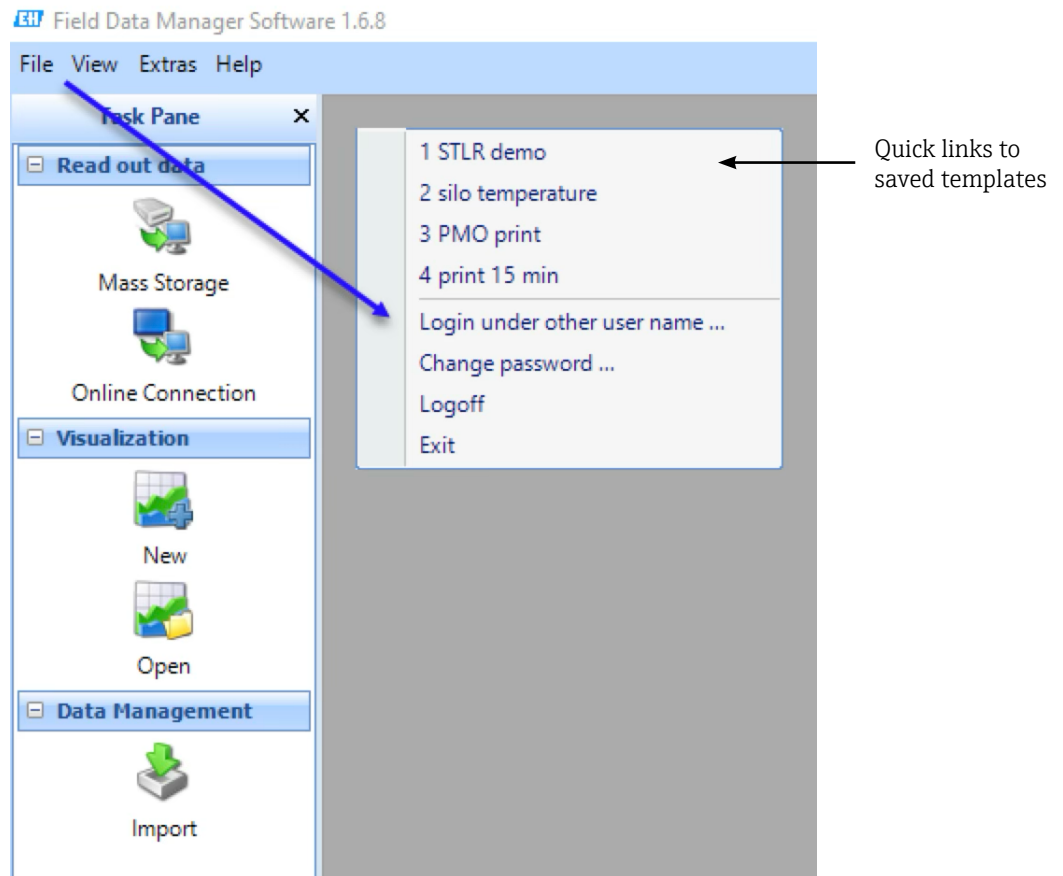 EH Field Data Manager Software 1.6.8
File View Extras Help
Task Pane
Read out data
Mass Storage
Online Connection
Visualization
New
Open
Data Management
Import
1 STLR demo
2 silo temperature
3 PMO print
4 print 15 min
Login under other user name ...
Change password ...
Logoff
Exit
Quick links to
saved templates